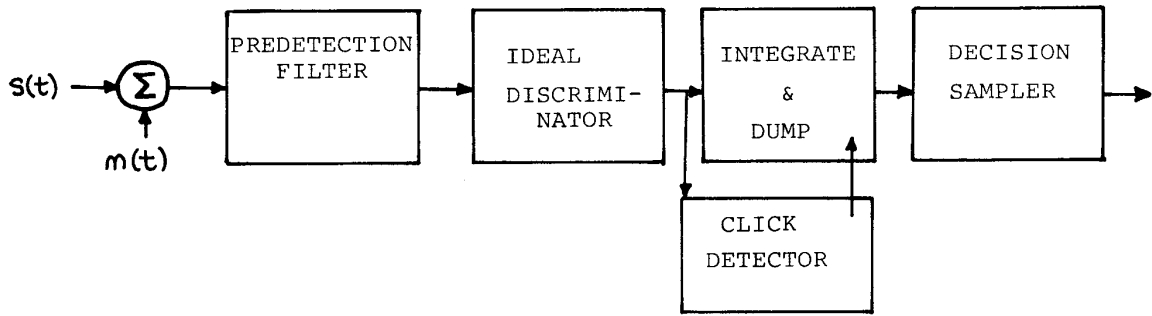 S(t)
Σ
m(t)
PREDETECTION
FILTER
IDEAL
DISCRIMI-
NATOR
INTEGRATE
&
DUMP
DECISION
SAMPLER
CLICK
DETECTOR